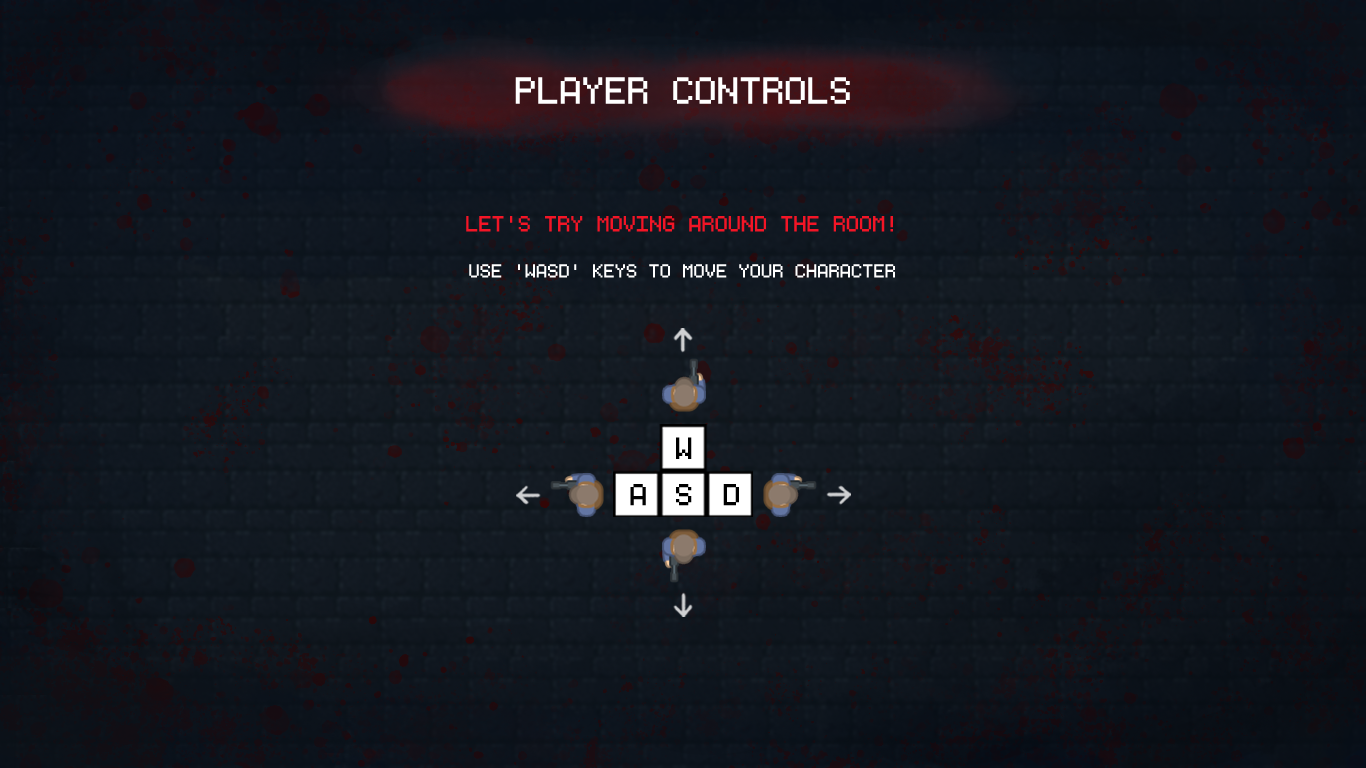 PLAYER CONTROLS
LET'S TRY MOVING AROUND THE ROOM!
USE 'WASD' KEYS TO MOVE YOUR CHARACTER
W
A S D